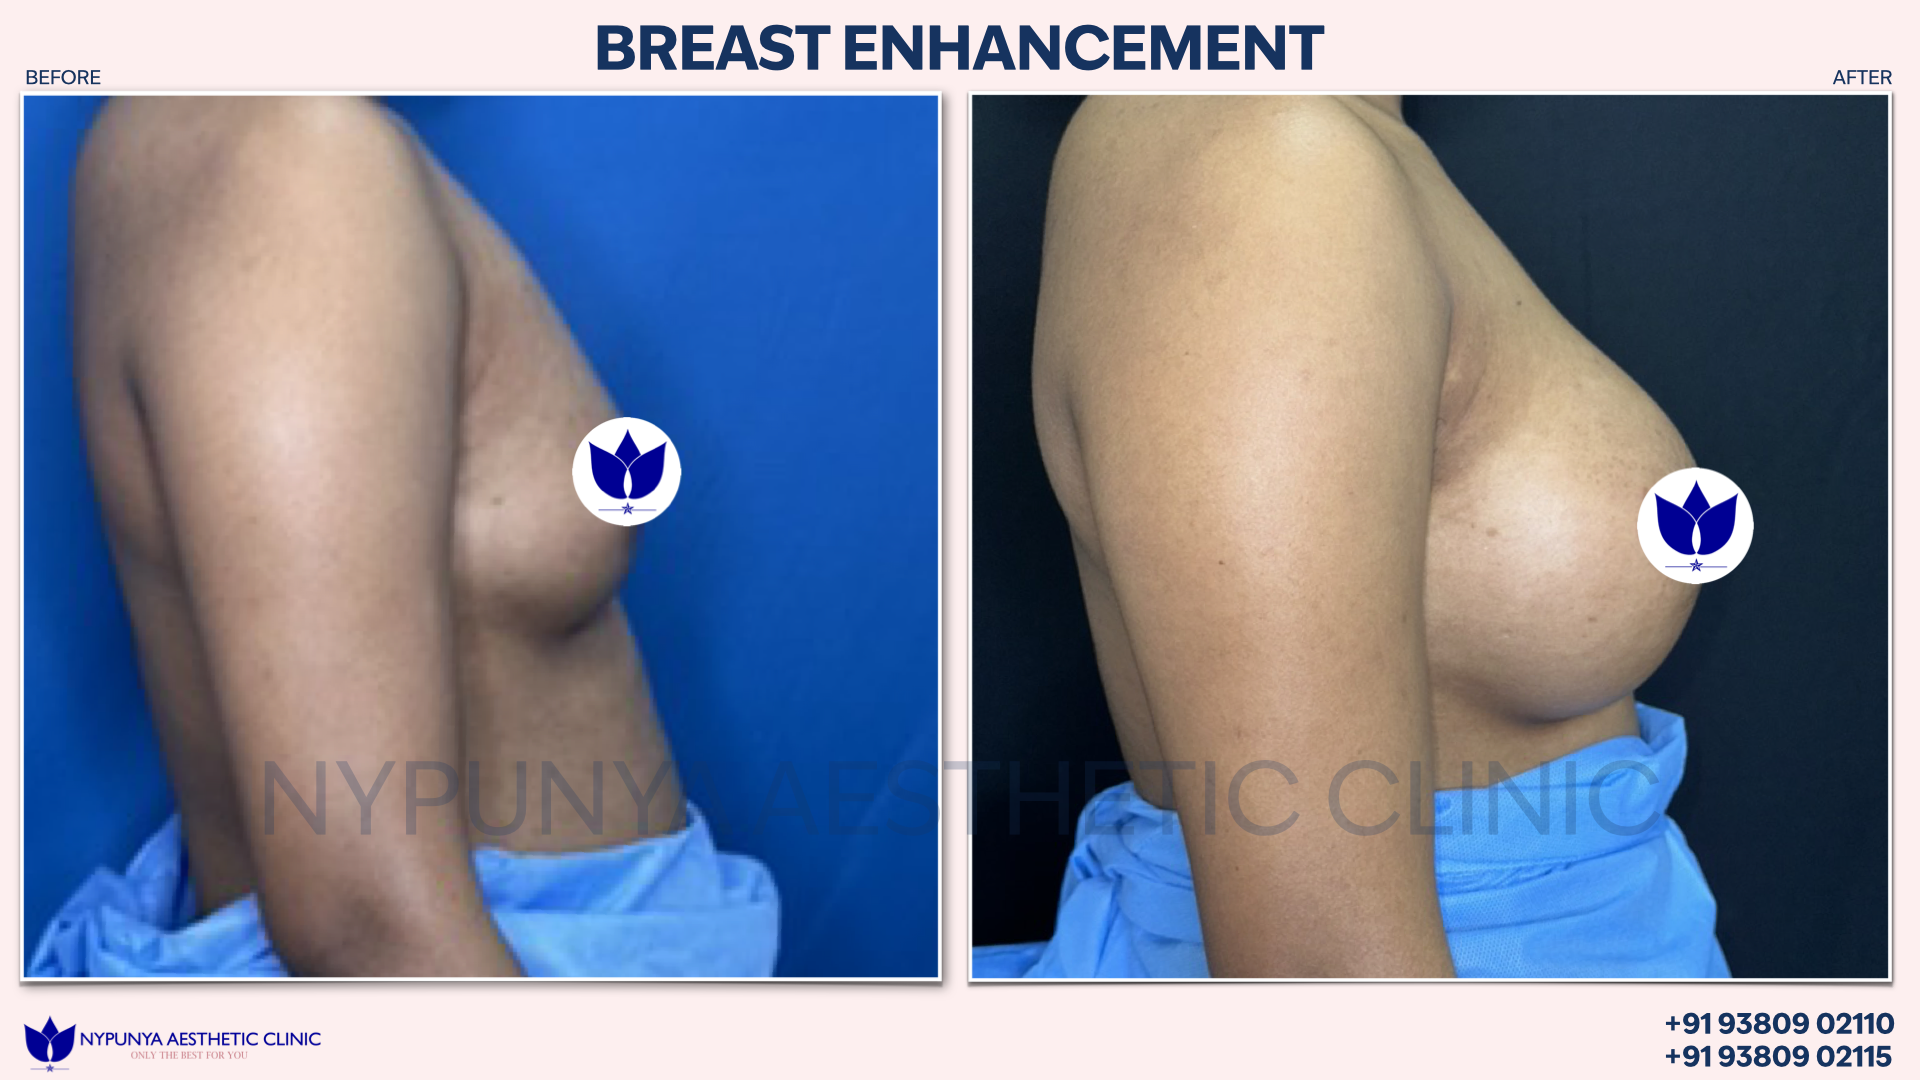 BREAST ENHANCEMENT
BEFORE
AFTER
NYPUNYA AESTHETIC CLINIC
NYPUNYA AESTHETIC CLINIC
ONLY THE BEST FOR YOU
+91 93809 02110
+91 93809 02115